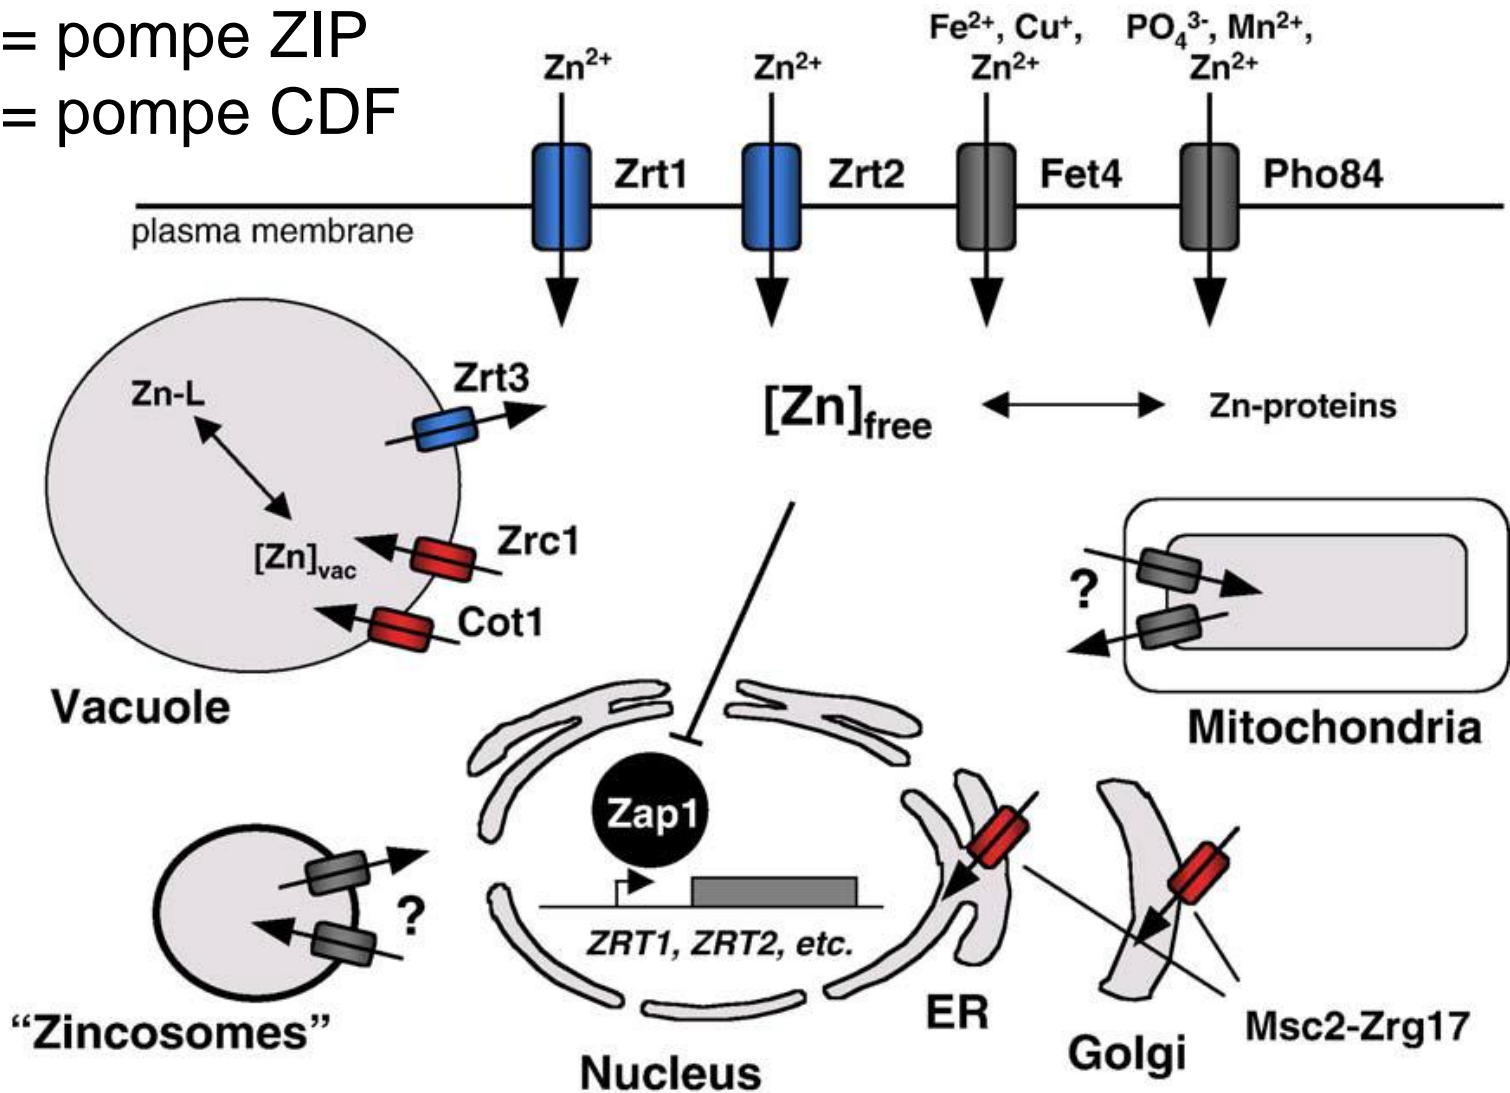 = pompe ZIP
= pompe CDF
Fe²⁺, Cu⁺,
Zn²⁺
PO₄³⁻, Mn²⁺,
Zn²⁺
Zn²⁺
Zn²⁺
Zrt1
Zrt2
Fet4
Pho84
plasma membrane
Zrt3
Zn-L
[Zn]free
Zn-proteins
Zrc1
[Zn]vac
Cot1
?
Vacuole
Mitochondria
Zap1
?
ZRT1, ZRT2, etc.
ER
Golgi
Msc2-Zrg17
“Zincosomes”
Nucleus